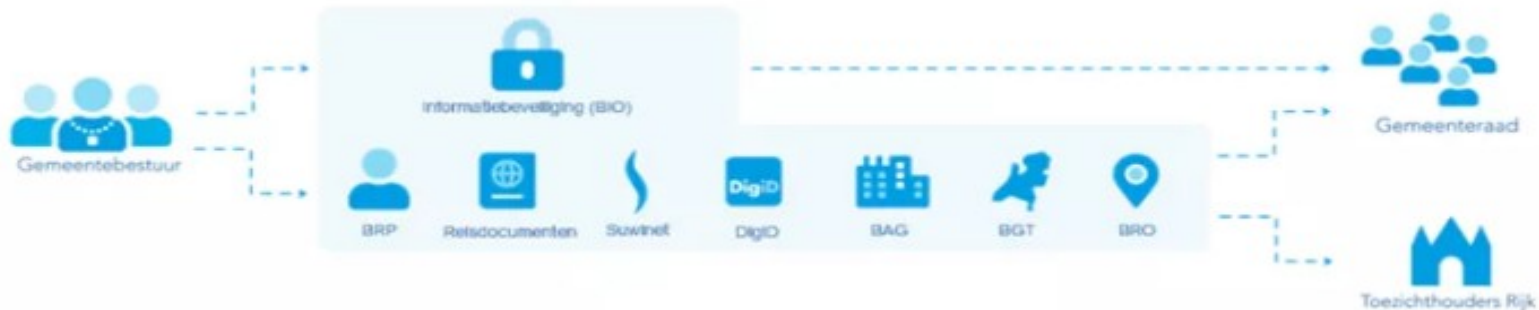 Informatiebeveiliging (BIO)
Gemeentebestuur
Gemeenteraad
DigiD
BRP
Reisdocumenten
Suwinet
DigiD
BAG
BGT
BRO
Toezichthouders Rijk